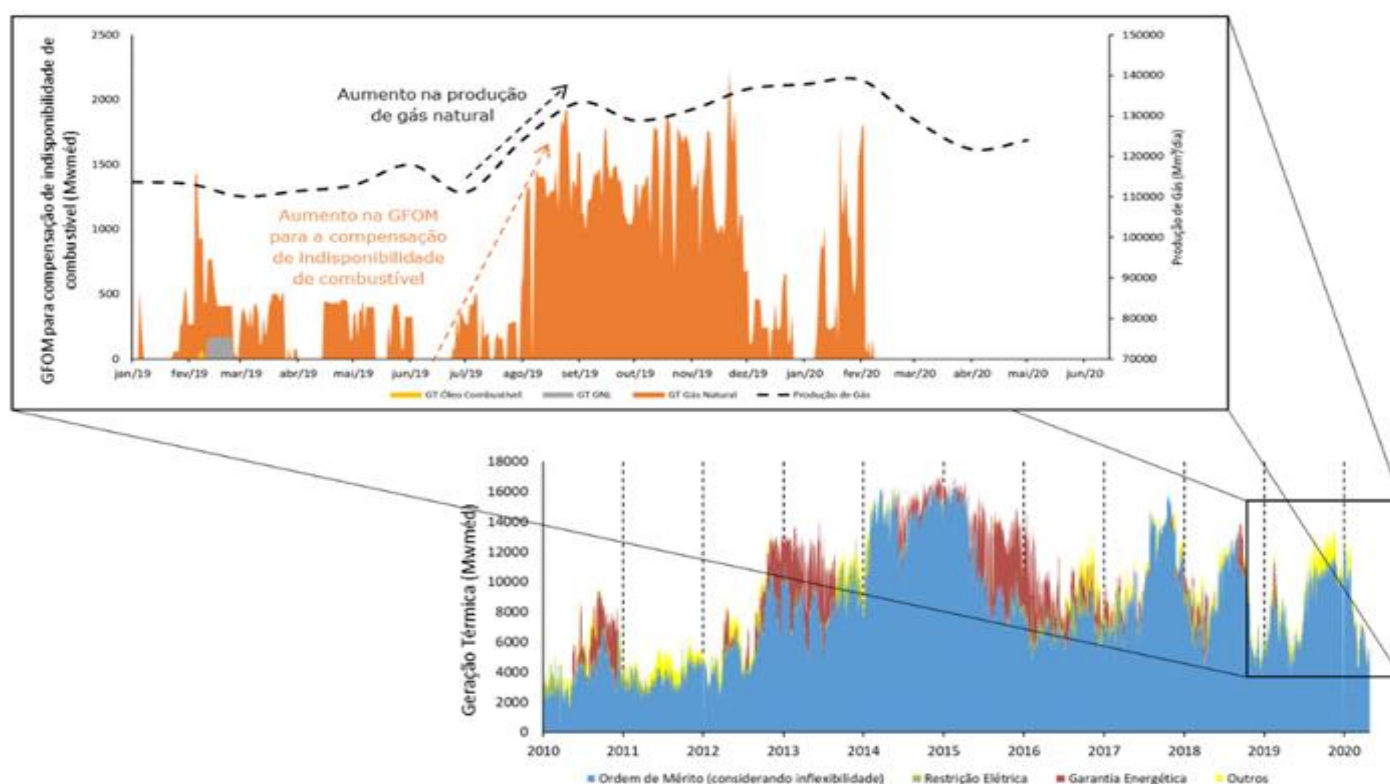 GFOM para compensação de indisponibilidade de
combustível (Mwméd)
2500
2000
1500
1000
500
0
150000
140000
130000
120000
110000
100000
90000
80000
70000
Produção de Gás (Mm³/dia)
Aumento na produção
de gás natural
Aumento na GFOM
para a compensação
de indisponibilidade
de combustível
jan/19 fev/19 mar/19 abr/19 mai/19 jun/19 jul/19 ago/19 set/19 out/19 nov/19 dez/19 jan/20 fev/20 mar/20 abr/20 mai/20 jun/20
GT Óleo Combustível GT GNL GT Gás Natural Produção de Gás
Geração Térmica (Mwméd)
18000
16000
14000
12000
10000
8000
6000
4000
2000
0
2010 2011 2012 2013 2014 2015 2016 2017 2018 2019 2020
Ordem de Mérito (considerando inflexibilidade) Restrição Elétrica Garantia Energética Outros